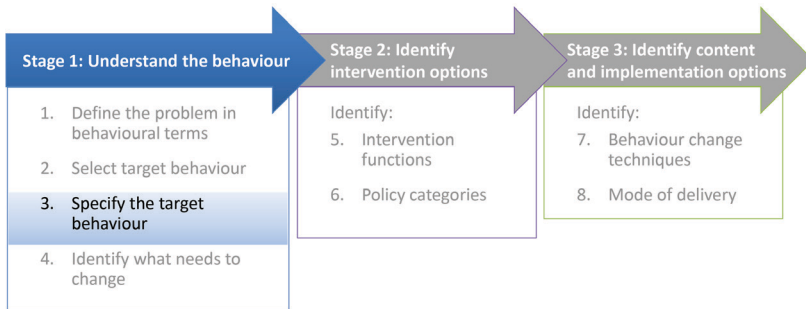 Stage 1: Understand the behaviour
1. Define the problem in
behavioural terms
2. Select target behaviour
3. Specify the target
behaviour
4. Identify what needs to
change
Stage 2: Identify
intervention options
Identify:
5. Intervention
functions
6. Policy categories
Stage 3: Identify content
and implementation options
Identify:
7. Behaviour change
techniques
8. Mode of delivery